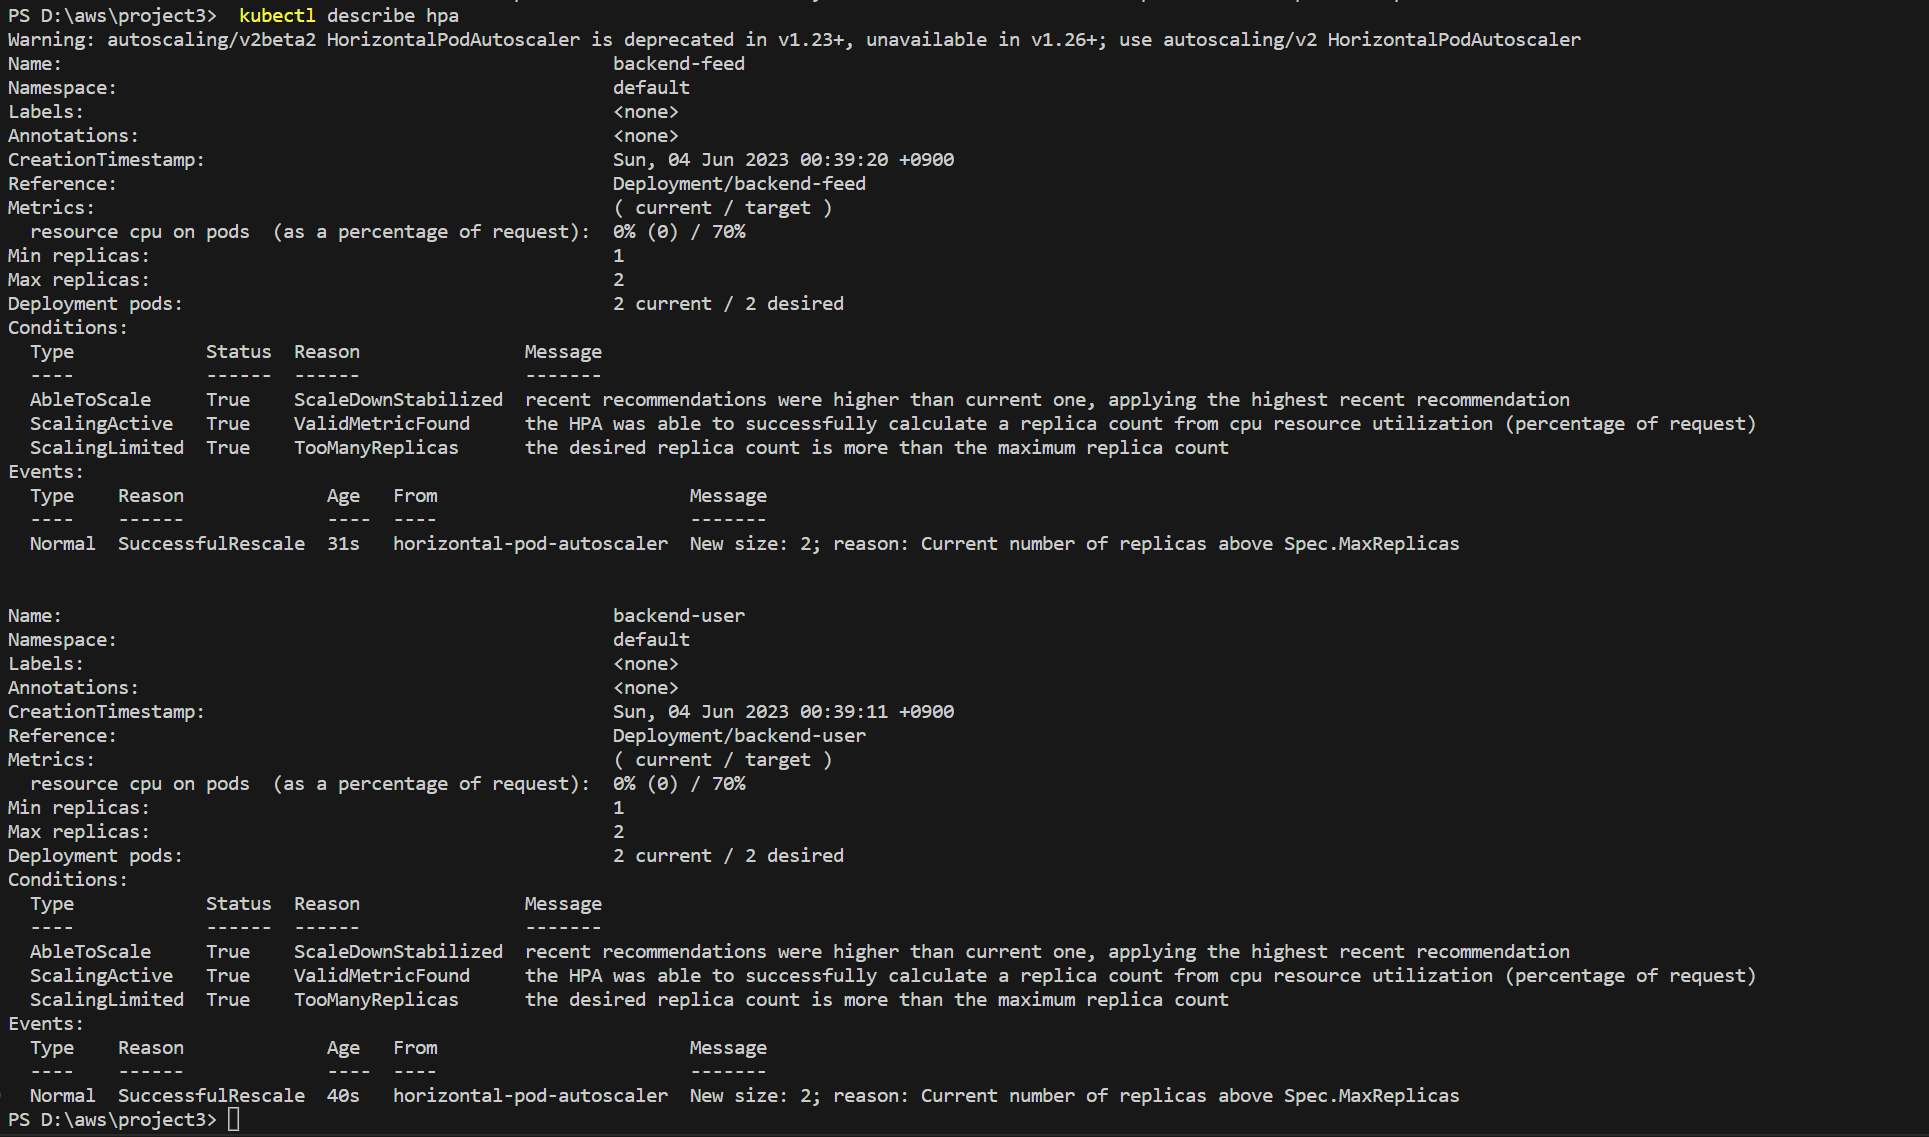 PS D:\aws\project3>  kubectl describe hpa
Warning: autoscaling/v2beta2 HorizontalPodAutoscaler is deprecated in v1.23+, unavailable in v1.26+; use autoscaling/v2 HorizontalPodAutoscaler
Name:                                                  backend-feed
Namespace:                                             default
Labels:                                                <none>
Annotations:                                           <none>
CreationTimestamp:                                     Sun, 04 Jun 2023 00:39:20 +0900
Reference:                                             Deployment/backend-feed
Metrics:                                               ( current / target )
  resource cpu on pods  (as a percentage of request):  0% (0) / 70%
Min replicas:                                          1
Max replicas:                                          2
Deployment pods:                                       2 current / 2 desired
Conditions:
  Type            Status  Reason               Message
  ----            ------  ------               -------
  AbleToScale     True    ScaleDownStabilized  recent recommendations were higher than current one, applying the highest recent recommendation
  ScalingActive   True    ValidMetricFound     the HPA was able to successfully calculate a replica count from cpu resource utilization (percentage of request)
  ScalingLimited  True    TooManyReplicas      the desired replica count is more than the maximum replica count
Events:
  Type    Reason             Age   From                       Message
  ----    ------             ----  ----                       -------
  Normal  SuccessfulRescale  31s   horizontal-pod-autoscaler  New size: 2; reason: Current number of replicas above Spec.MaxReplicas
Name:                                                  backend-user
Namespace:                                             default
Labels:                                                <none>
Annotations:                                           <none>
CreationTimestamp:                                     Sun, 04 Jun 2023 00:39:11 +0900
Reference:                                             Deployment/backend-user
Metrics:                                               ( current / target )
  resource cpu on pods  (as a percentage of request):  0% (0) / 70%
Min replicas:                                          1
Max replicas:                                          2
Deployment pods:                                       2 current / 2 desired
Conditions:
  Type            Status  Reason               Message
  ----            ------  ------               -------
  AbleToScale     True    ScaleDownStabilized  recent recommendations were higher than current one, applying the highest recent recommendation
  ScalingActive   True    ValidMetricFound     the HPA was able to successfully calculate a replica count from cpu resource utilization (percentage of request)
  ScalingLimited  True    TooManyReplicas      the desired replica count is more than the maximum replica count
Events:
  Type    Reason             Age   From                       Message
  ----    ------             ----  ----                       -------
  Normal  SuccessfulRescale  40s   horizontal-pod-autoscaler  New size: 2; reason: Current number of replicas above Spec.MaxReplicas
PS D:\aws\project3>